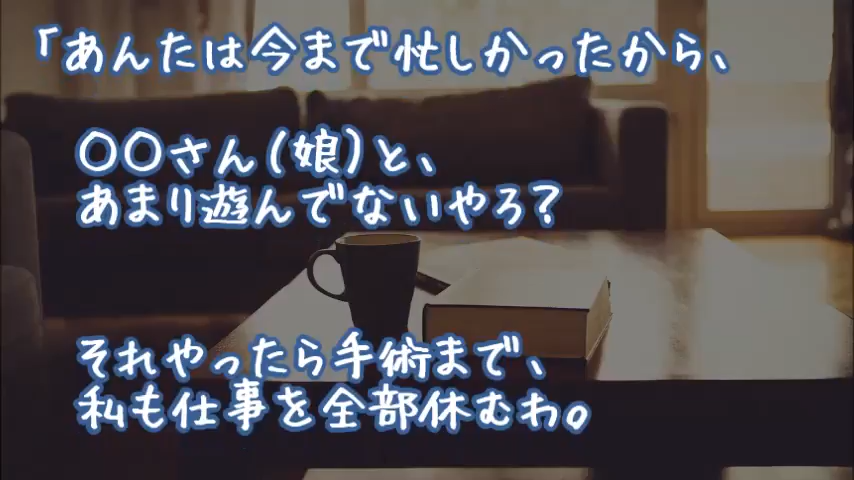 「あんたは今まで忙しかったから、
〇〇さん(娘)と、
あまり遊んでないやろ?
それやったら手術まで、
私も仕事を全部休むわ。